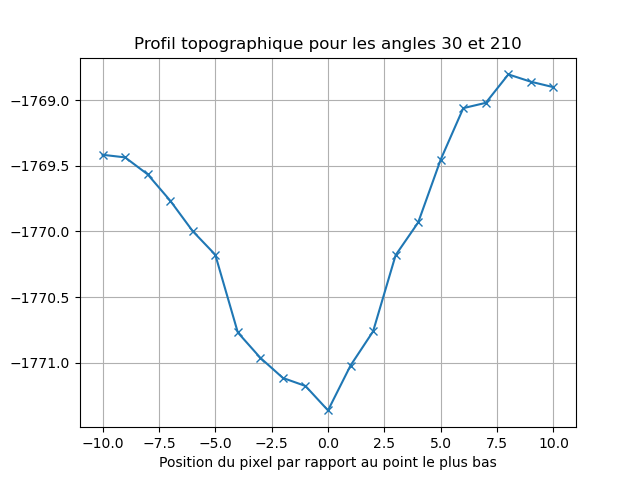 Profil topographique pour les angles 30 et 210
−1769.0
−1769.5
−1770.0
−1770.5
−1771.0
−10.0 −7.5 −5.0 −2.5 0.0 2.5 5.0 7.5 10.0
Position du pixel par rapport au point le plus bas